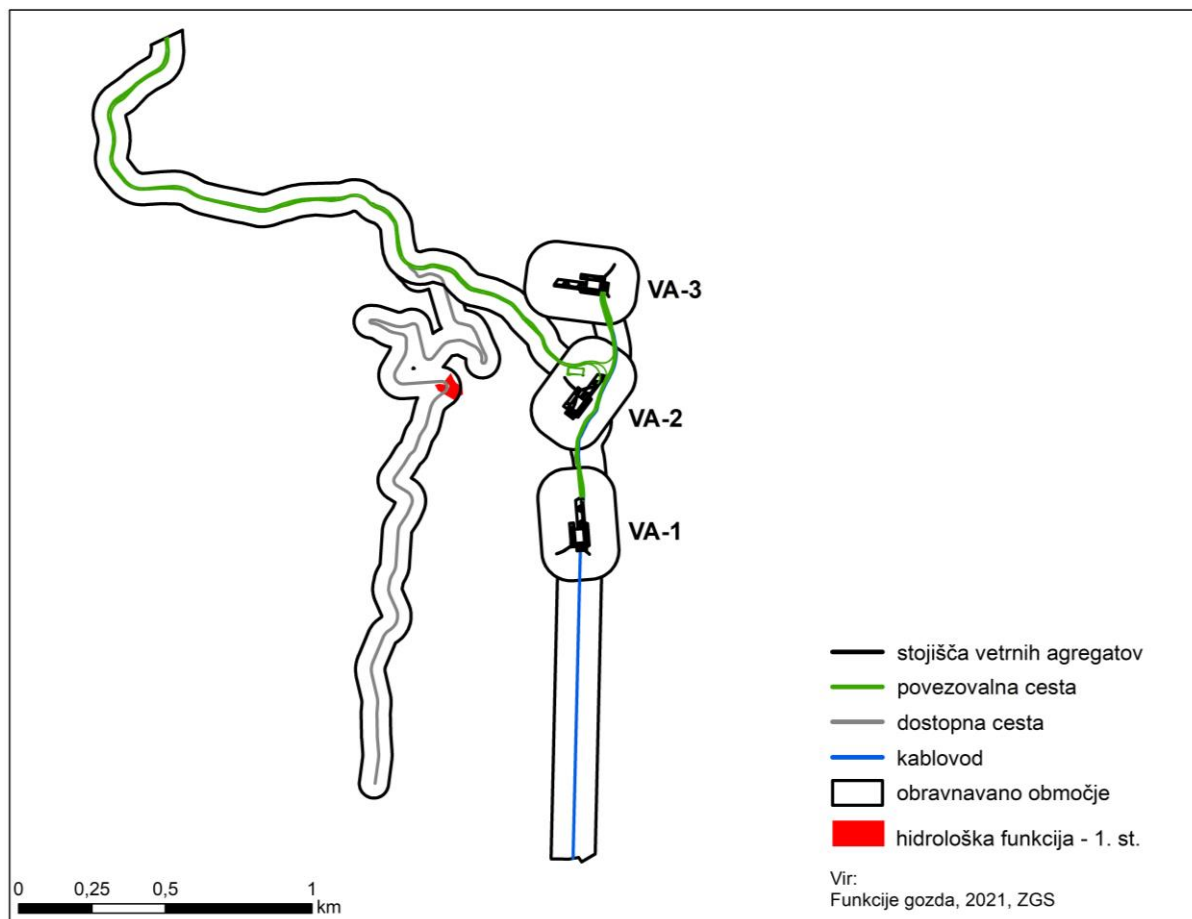 VA-3
VA-2
VA-1
stojišča vetrnih agregatov
povezovalna cesta
dostopna cesta
kablovod
obravnavano območje
hidrološka funkcija - 1. st.
Vir:
Funkcije gozda, 2021, ZGS
0 0,25 0,5 1
km